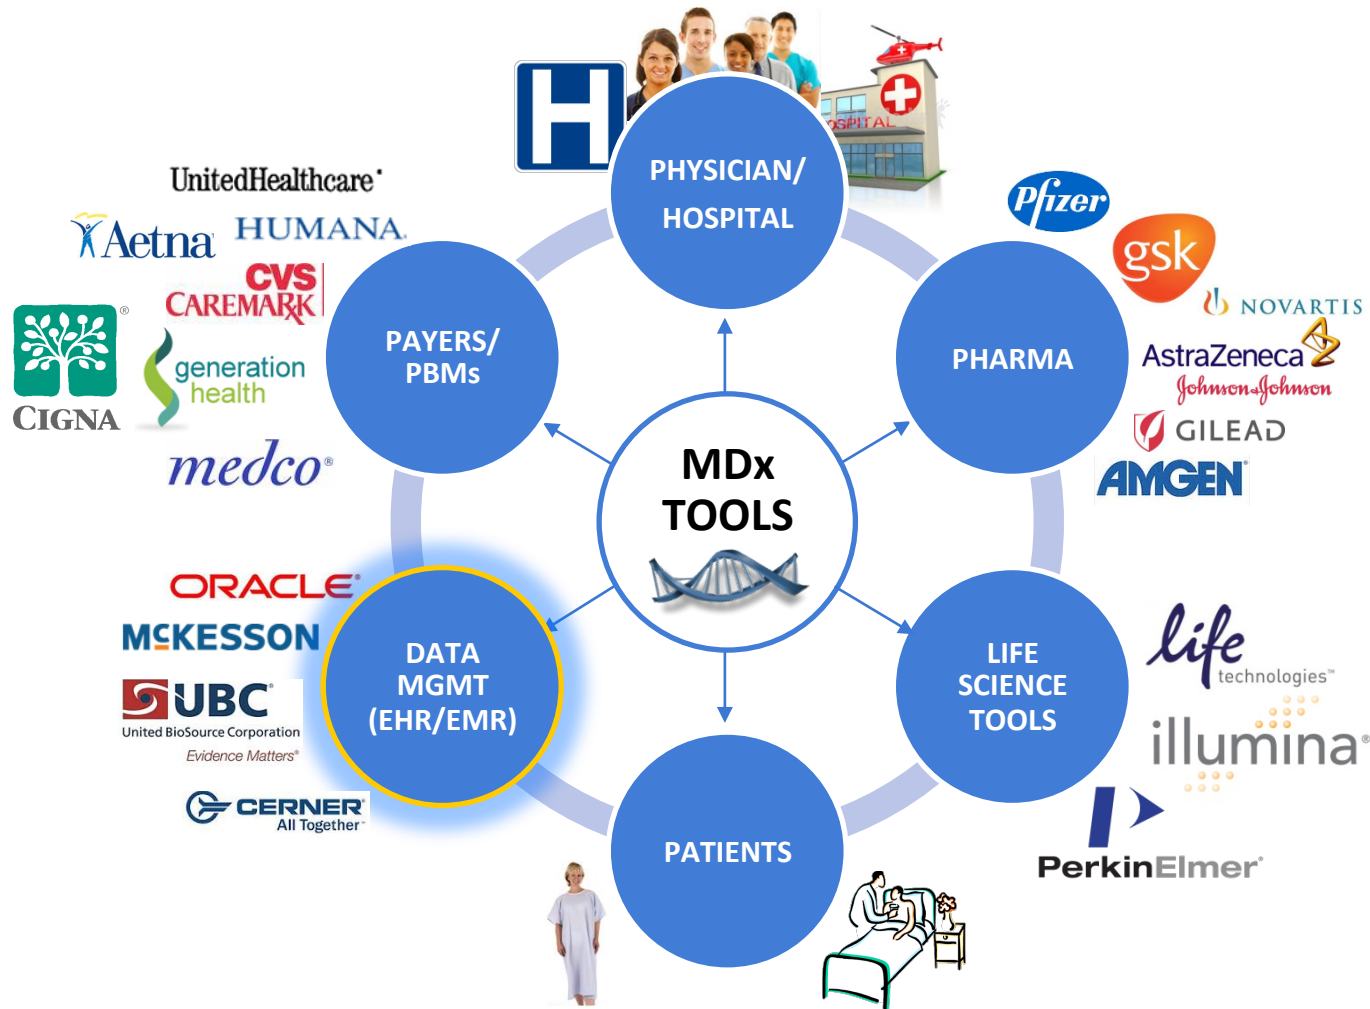 H
HOSPITAL
PHYSICIAN/
HOSPITAL
UnitedHealthcare®
Aetna
HUMANA.
CVS
CAREMARK
CIGNA®
generation
health
medco®
PAYERS/
PBMs
Pfizer
gsk
NOVARTIS
AstraZeneca
Johnson & Johnson
GILEAD
AMGEN®
PHARMA
MDx
TOOLS
ORACLE®
MCKESSON
UBC®
United BioSource Corporation
Evidence Matters®
CERNER®
All Together™
DATA
MGMT
(EHR/EMR)
LIFE
SCIENCE
TOOLS
life
technologies™
illumina®
PerkinElmer®
PATIENTS